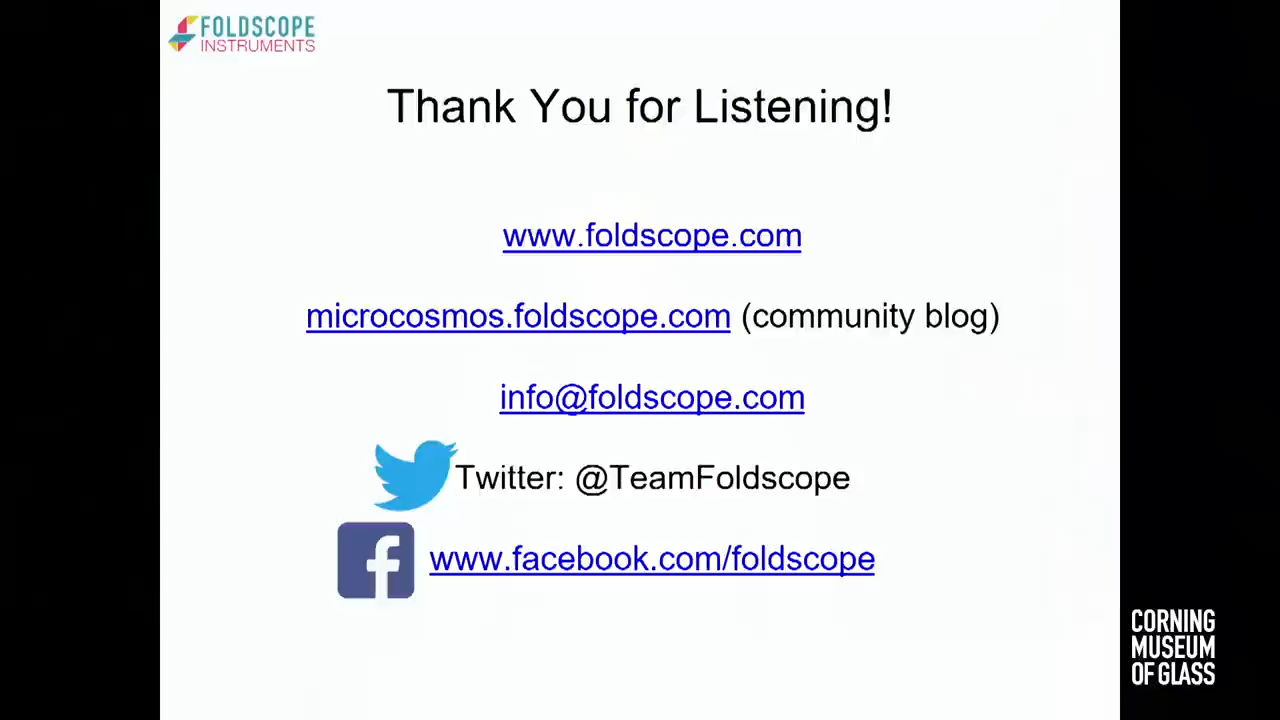 FOLDSCOPE
INSTRUMENTS
Thank You for Listening!
www.foldscope.com
microcosmos.foldscope.com (community blog)
info@foldscope.com
Twitter: @TeamFoldscope
f www.facebook.com/foldscope
CORNING
MUSEUM
OF GLASS